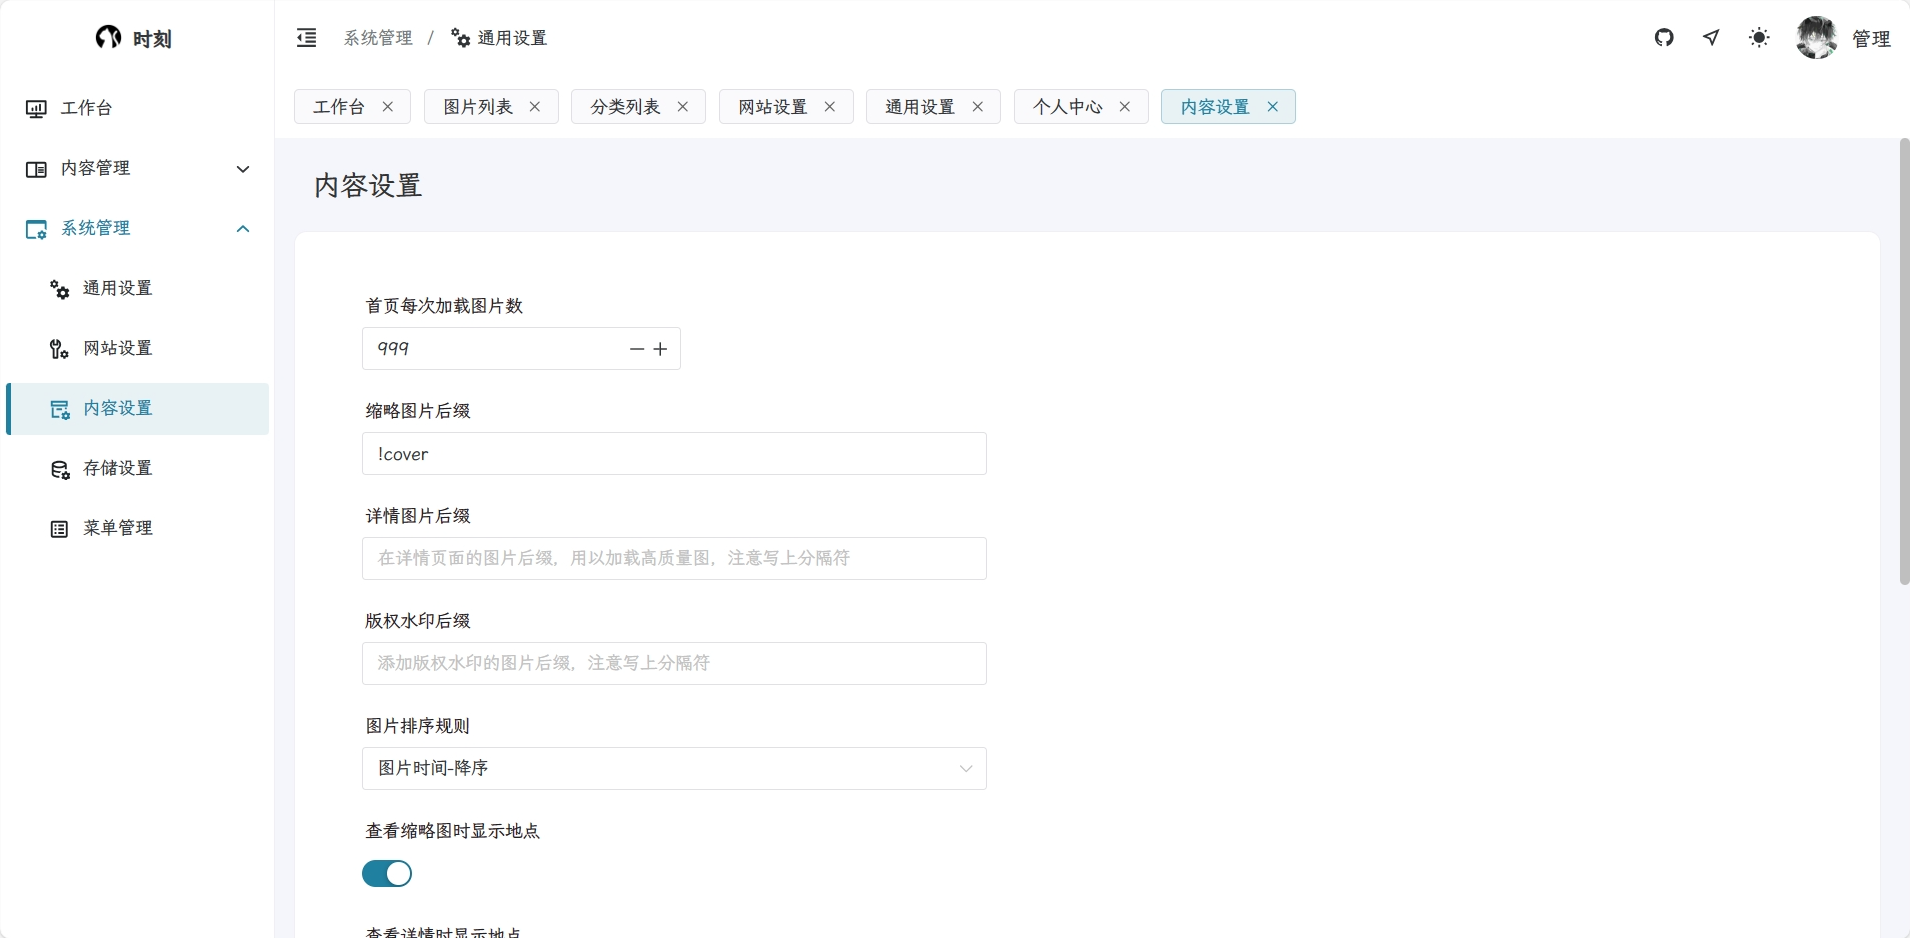 时刻
系统管理 / 通用设置
管理
工作台
内容管理
系统管理
通用设置
网站设置
内容设置
存储设置
菜单管理
工作台 图片列表 分类列表 网站设置 通用设置 个人中心 内容设置
内容设置
首页每次加载图片数
999
缩略图片后缀
!cover
详情图片后缀
在详情页面的图片后缀，用以加载高质量图，注意写上分隔符
版权水印后缀
添加版权水印的图片后缀，注意写上分隔符
图片排序规则
图片时间-降序
查看缩略图时显示地点
查看详情时显示地点